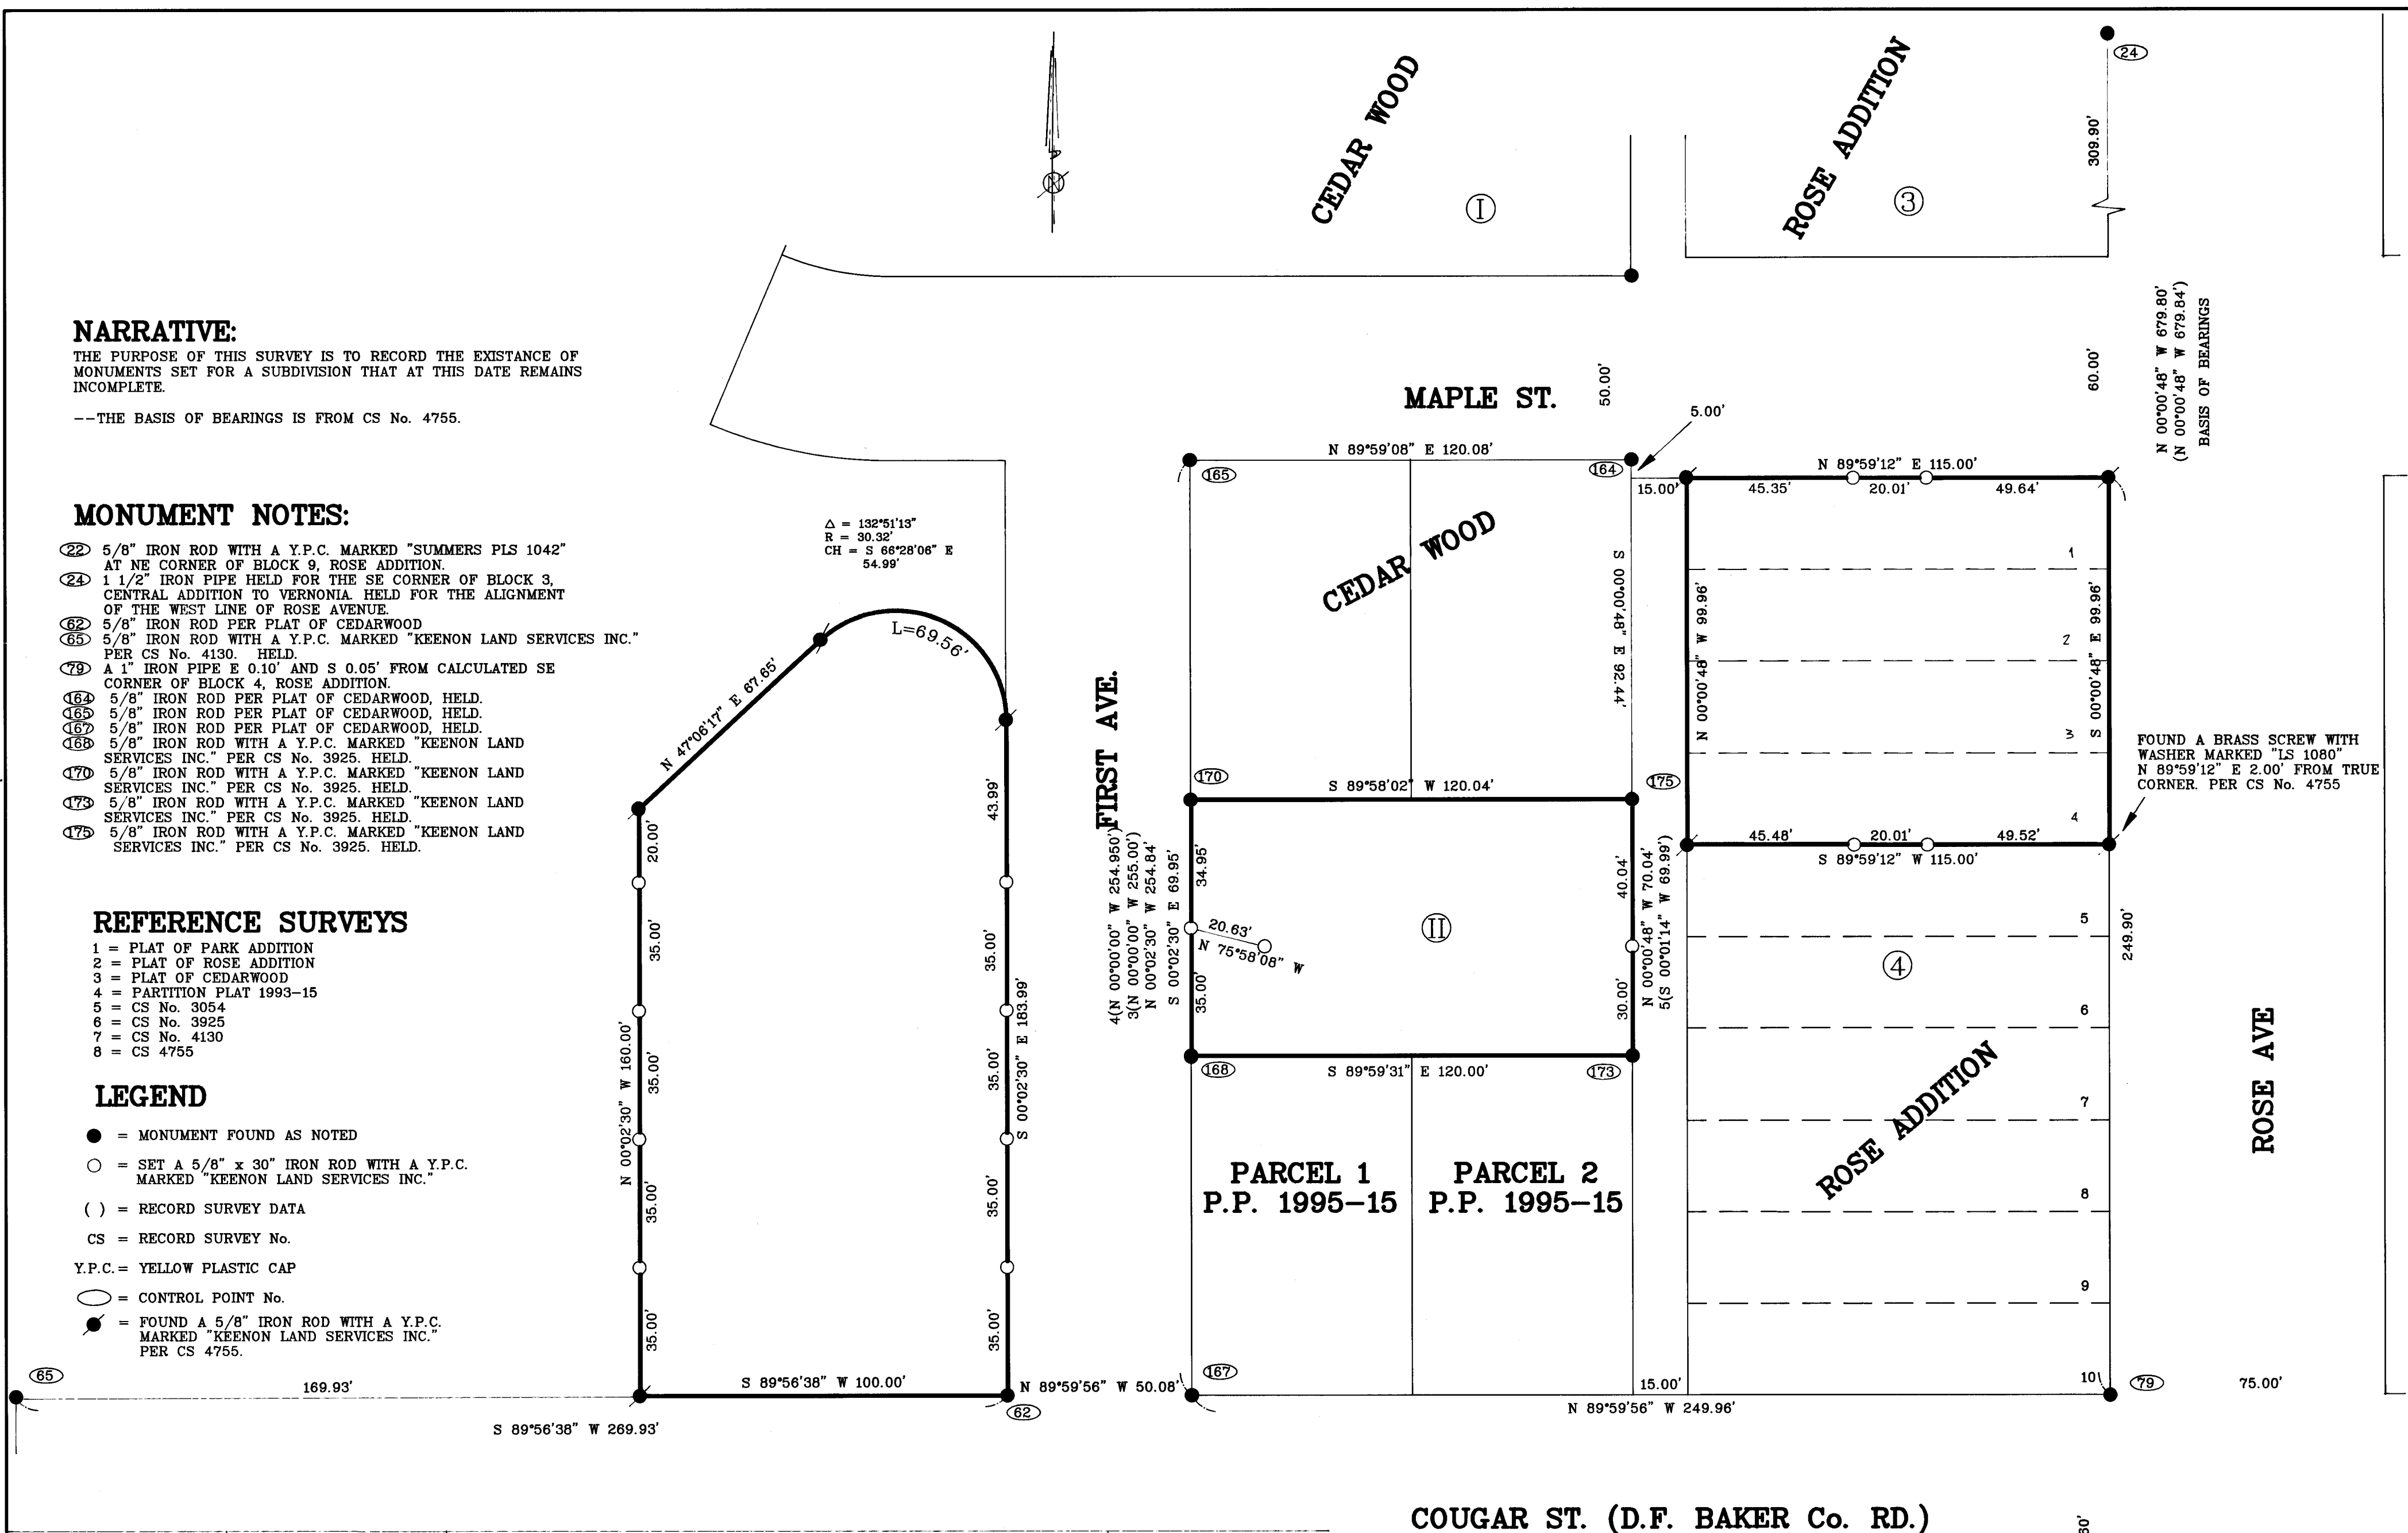 CEDAR WOOD
I
ROSE ADDITION
3
24
309.90'
NARRATIVE:
THE PURPOSE OF THIS SURVEY IS TO RECORD THE EXISTANCE OF
MONUMENTS SET FOR A SUBDIVISION THAT AT THIS DATE REMAINS
INCOMPLETE.
--THE BASIS OF BEARINGS IS FROM CS No. 4755.
MONUMENT NOTES:
22 5/8" IRON ROD WITH A Y.P.C. MARKED "SUMMERS PLS 1042"
AT NE CORNER OF BLOCK 9, ROSE ADDITION.
24 1 1/2" IRON PIPE HELD FOR THE SE CORNER OF BLOCK 3,
CENTRAL ADDITION TO VERNONIA. HELD FOR THE ALIGNMENT
OF THE WEST LINE OF ROSE AVENUE.
62 5/8" IRON ROD PER PLAT OF CEDARWOOD
65 5/8" IRON ROD WITH A Y.P.C. MARKED "KEENON LAND SERVICES INC."
PER CS No. 4130. HELD.
79 A 1" IRON PIPE E 0.10' AND S 0.05' FROM CALCULATED SE
CORNER OF BLOCK 4, ROSE ADDITION.
164 5/8" IRON ROD PER PLAT OF CEDARWOOD, HELD.
165 5/8" IRON ROD PER PLAT OF CEDARWOOD, HELD.
167 5/8" IRON ROD PER PLAT OF CEDARWOOD, HELD.
168 5/8" IRON ROD WITH A Y.P.C. MARKED "KEENON LAND
SERVICES INC." PER CS No. 3925. HELD.
170 5/8" IRON ROD WITH A Y.P.C. MARKED "KEENON LAND
SERVICES INC." PER CS No. 3925. HELD.
173 5/8" IRON ROD WITH A Y.P.C. MARKED "KEENON LAND
SERVICES INC." PER CS No. 3925. HELD.
175 5/8" IRON ROD WITH A Y.P.C. MARKED "KEENON LAND
SERVICES INC." PER CS No. 3925. HELD.
REFERENCE SURVEYS
1 = PLAT OF PARK ADDITION
2 = PLAT OF ROSE ADDITION
3 = PLAT OF CEDARWOOD
4 = PARTITION PLAT 1993-15
5 = CS No. 3054
6 = CS No. 3925
7 = CS No. 4130
8 = CS 4755
LEGEND
= MONUMENT FOUND AS NOTED
= SET A 5/8" x 30" IRON ROD WITH A Y.P.C.
MARKED "KEENON LAND SERVICES INC."
( ) = RECORD SURVEY DATA
CS = RECORD SURVEY No.
Y.P.C. = YELLOW PLASTIC CAP
= CONTROL POINT No.
= FOUND A 5/8" IRON ROD WITH A Y.P.C.
MARKED "KEENON LAND SERVICES INC."
PER CS 4755.
65
169.93'
S 89°56'38" W 269.93'
Δ = 132°51'13"
R = 30.32'
CH = S 66°28'06" E
54.99'
L=69.56'
N 47°06'17" E 67.65'
20.00'
35.00'
35.00'
35.00'
35.00'
N 00°02'30" W 160.00'
43.99'
35.00'
35.00'
35.00'
35.00'
S 00°02'30" E 183.99'
S 89°56'38" W 100.00'
62
N 89°59'56" W 50.08'
FIRST AVE.
4(N 00°00'00" W 254.950')
3(N 00°00'00" W 255.00')
N 00°02'30" W 254.84'
S 00°02'30" E 69.95'
MAPLE ST.
50.00'
5.00'
60.00'
N 00°00'48" W 679.80'
(N 00°00'48" W 679.84')
BASIS OF BEARINGS
N 89°59'08" E 120.08'
165
164
15.00'
CEDAR WOOD
S 00°00'48" E 92.44'
170
S 89°58'02" W 120.04'
175
34.95'
35.00'
20.63'
N 75°58'08" W
II
40.04'
30.00'
N 00°00'48" W 70.04'
5(S 00°01'14" W 69.99')
168
S 89°59'31" E 120.00'
173
PARCEL 1
P.P. 1995-15
PARCEL 2
P.P. 1995-15
167
15.00'
N 89°59'56" W 249.96'
N 89°59'12" E 115.00'
45.35'
20.01'
49.64'
N 00°00'48" W 99.96'
S 00°00'48" E 99.96'
1
2
3
4
45.48'
20.01'
49.52'
S 89°59'12" W 115.00'
FOUND A BRASS SCREW WITH
WASHER MARKED "LS 1080"
N 89°59'12" E 2.00' FROM TRUE
CORNER. PER CS No. 4755
5
4
6
7
8
9
10
ROSE ADDITION
249.90'
ROSE AVE
79
75.00'
COUGAR ST. (D.F. BAKER Co. RD.)